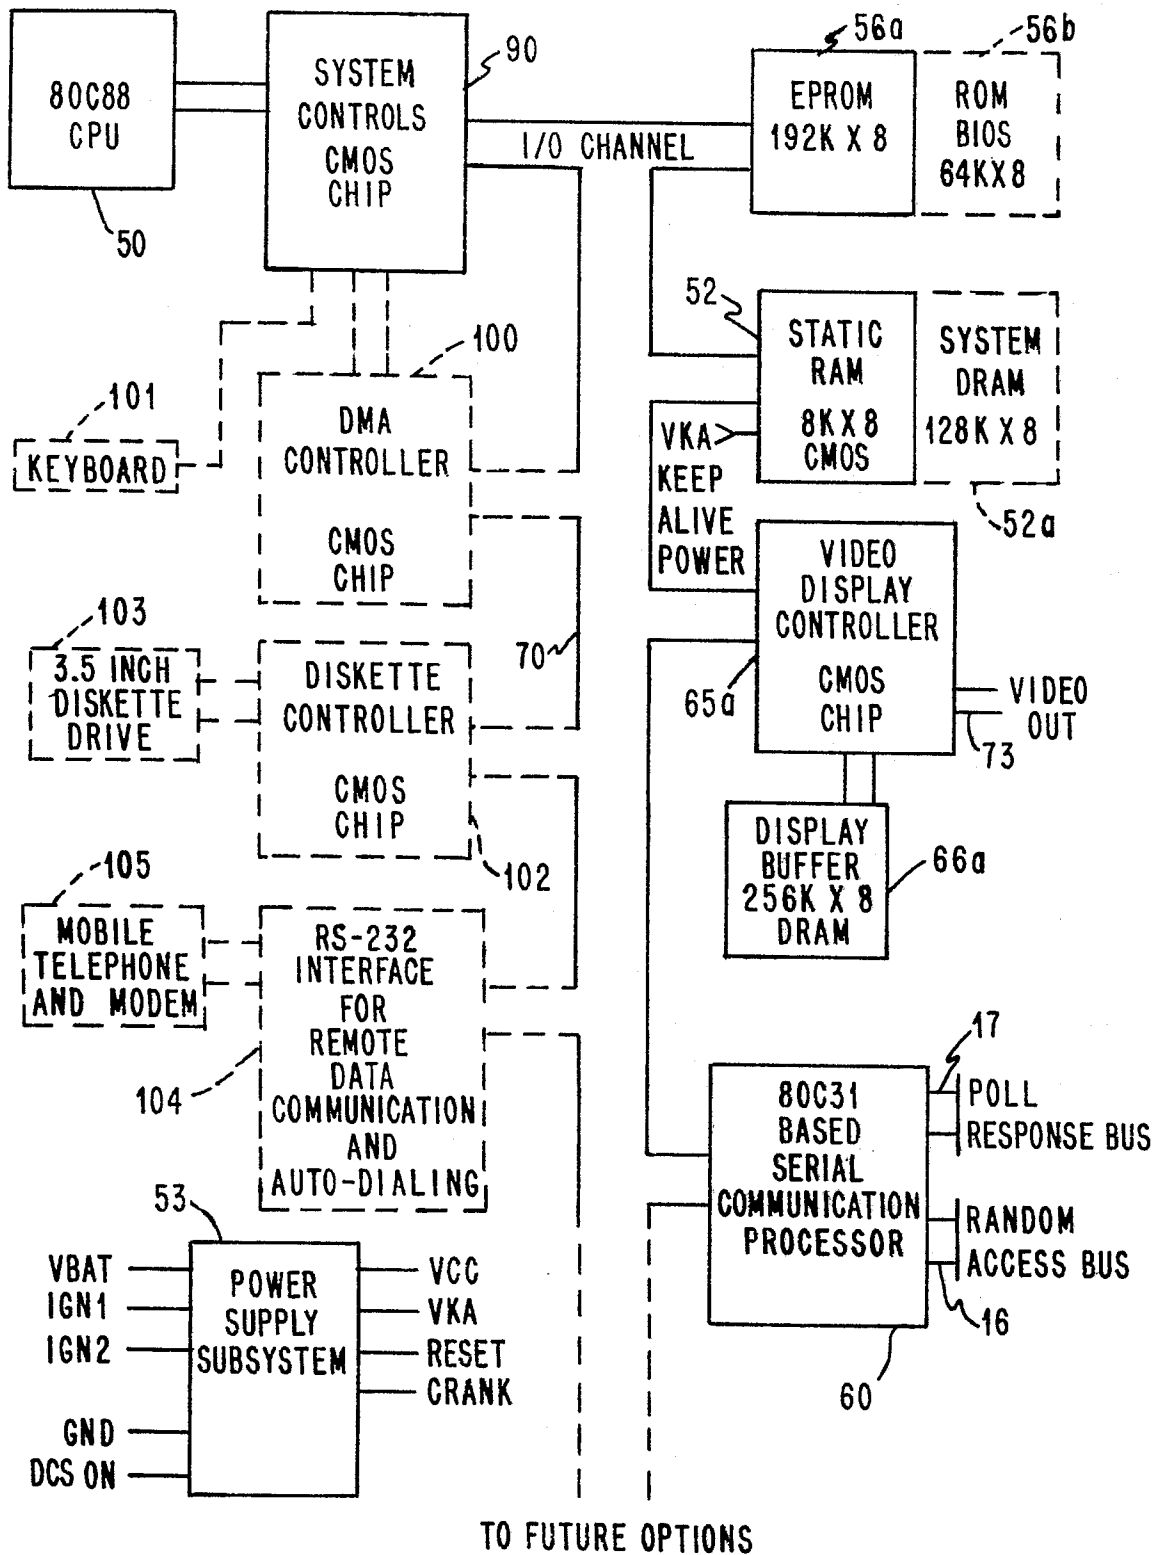 80C88
CPU
50
SYSTEM
CONTROLS
CMOS
CHIP
90
I/O CHANNEL
56a
EPROM
192K X 8
56b
ROM
BIOS
64KX8
52
STATIC
RAM
8KX8
CMOS
SYSTEM
DRAM
128K X 8
52a
VKA
KEEP
ALIVE
POWER
100
DMA
CONTROLLER
CMOS
CHIP
101
KEYBOARD
70
103
3.5 INCH
DISKETTE
DRIVE
DISKETTE
CONTROLLER
CMOS
CHIP
102
VIDEO
DISPLAY
CONTROLLER
CMOS
CHIP
65a
VIDEO
OUT
73
DISPLAY
BUFFER
256K X 8
DRAM
66a
105
MOBILE
TELEPHONE
AND MODEM
RS-232
INTERFACE
FOR
REMOTE
DATA
COMMUNICATION
AND
AUTO-DIALING
104
80C31
BASED
SERIAL
COMMUNICATION
PROCESSOR
60
17
POLL
RESPONSE BUS
RANDOM
ACCESS BUS
16
53
POWER
SUPPLY
SUBSYSTEM
VBAT
IGN1
IGN2
GND
DCS ON
VCC
VKA
RESET
CRANK
TO FUTURE OPTIONS